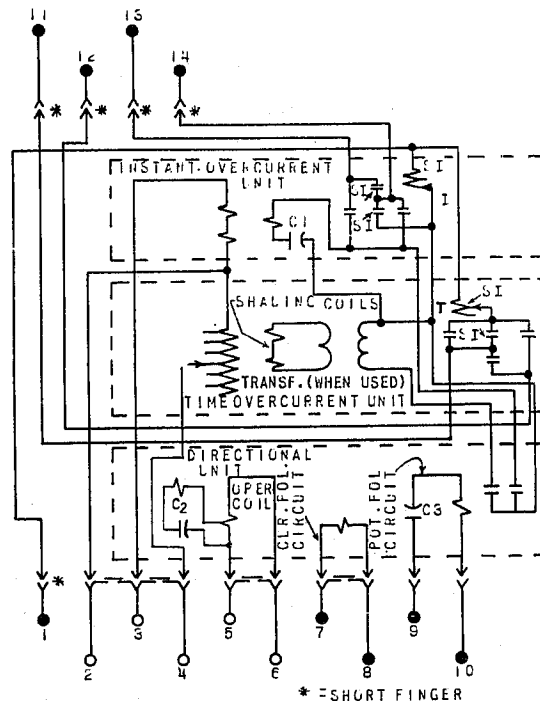 11
13
12
14
*
*
*
*
INSTANT.OVERCURRENT
UNIT
SI
I
SI
SI
C1
SHADING COILS
T
SI
SI
TRANSF.(WHEN USED)
TIME OVERCURRENT UNIT
DIRECTIONAL
UNIT
OPER
COIL
C2
CUR.POL.
CIRCUIT
POT.POL
CIRCUIT
C3
*
1
2
3
4
5
6
7
8
9
10
* =SHORT FINGER